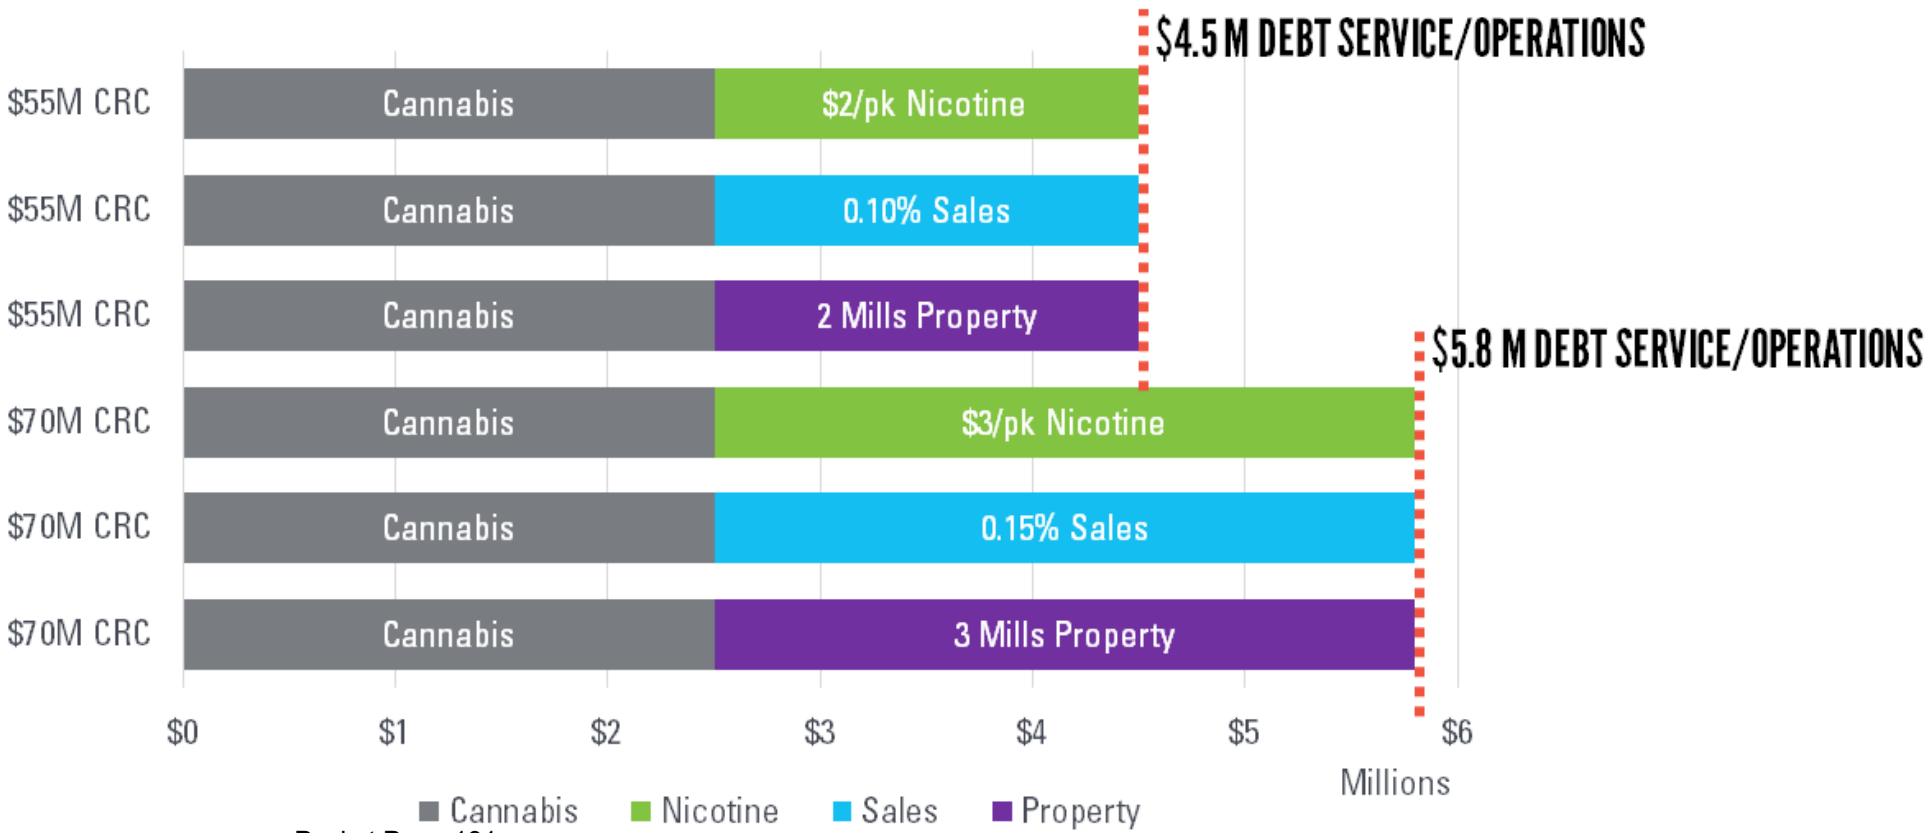 $4.5 M DEBT SERVICE/OPERATIONS
$55M CRC Cannabis $2/pk Nicotine
$55M CRC Cannabis 0.10% Sales
$55M CRC Cannabis 2 Mills Property
$5.8 M DEBT SERVICE/OPERATIONS
$70M CRC Cannabis $3/pk Nicotine
$70M CRC Cannabis 0.15% Sales
$70M CRC Cannabis 3 Mills Property
$0 $1 $2 $3 $4 $5 $6
Millions
Cannabis Nicotine Sales Property